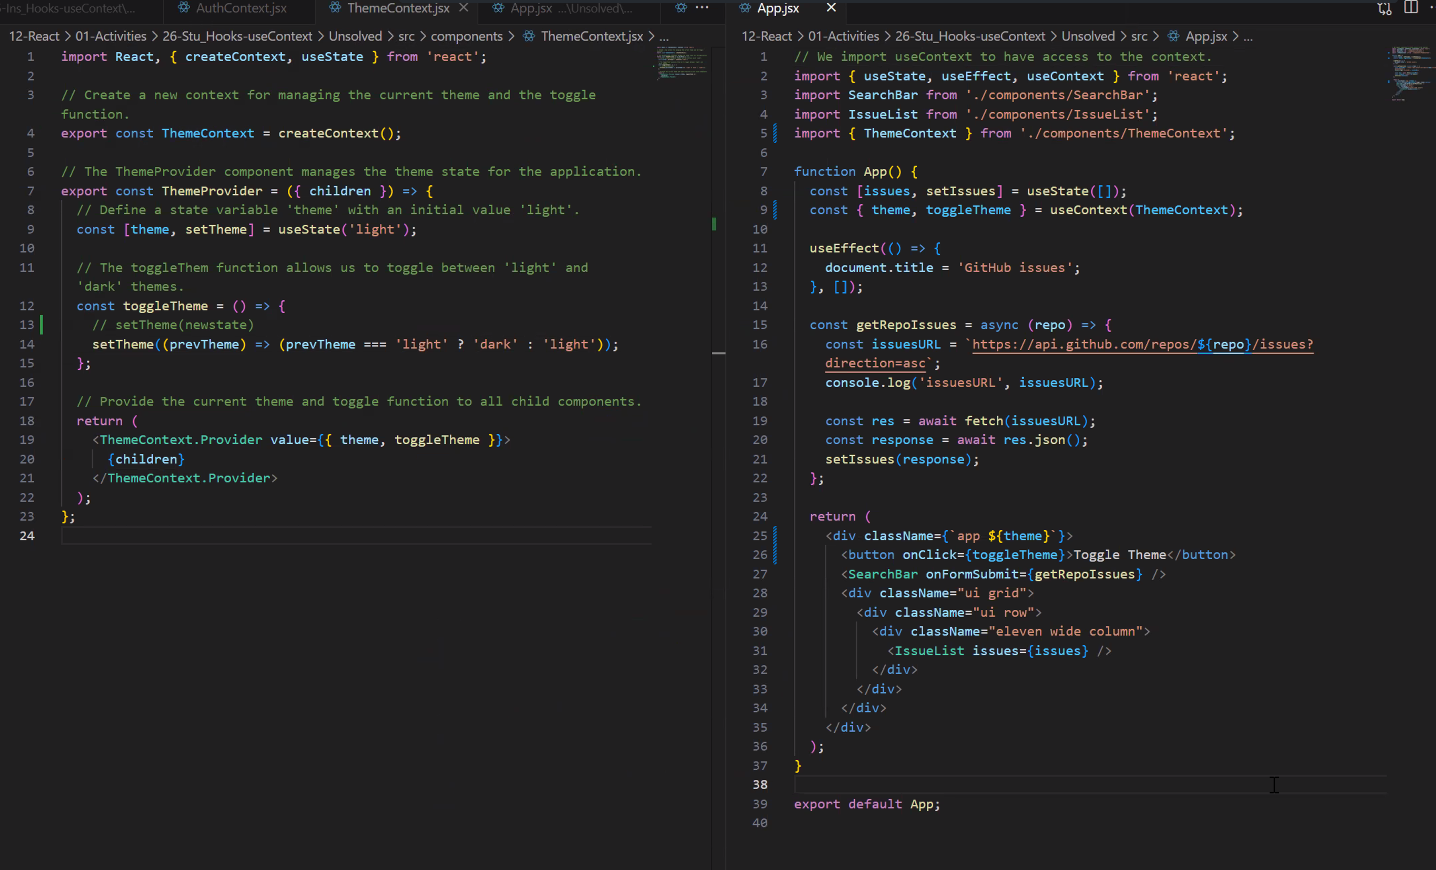 5-Ins_Hooks-useContext\...
AuthContext.jsx
ThemeContext.jsx
App.jsx ...\Unsolved\...
App.jsx
12-React > 01-Activities > 26-Stu_Hooks-useContext > Unsolved > src > components > ThemeContext.jsx > ...
1 import React, { createContext, useState } from 'react';
2
3 // Create a new context for managing the current theme and the toggle
function.
4 export const ThemeContext = createContext();
5
6 // The ThemeProvider component manages the theme state for the application.
7 export const ThemeProvider = ({ children }) => {
8 // Define a state variable 'theme' with an initial value 'light'.
9 const [theme, setTheme] = useState('light');
10
11 // The toggleThem function allows us to toggle between 'light' and
'dark' themes.
12 const toggleTheme = () => {
13 // setTheme(newstate)
14 setTheme((prevTheme) => (prevTheme === 'light' ? 'dark' : 'light'));
15 };
16
17 // Provide the current theme and toggle function to all child components.
18 return (
19 <ThemeContext.Provider value={{ theme, toggleTheme }}>
20 {children}
21 </ThemeContext.Provider>
22 );
23 };
24
12-React > 01-Activities > 26-Stu_Hooks-useContext > Unsolved > src > App.jsx > ...
1 // We import useContext to have access to the context.
2 import { useState, useEffect, useContext } from 'react';
3 import SearchBar from './components/SearchBar';
4 import IssueList from './components/IssueList';
5 import { ThemeContext } from './components/ThemeContext';
6
7 function App() {
8 const [issues, setIssues] = useState([]);
9 const { theme, toggleTheme } = useContext(ThemeContext);
10
11 useEffect(() => {
12 document.title = 'GitHub issues';
13 }, []);
14
15 const getRepoIssues = async (repo) => {
16 const issuesURL = `https://api.github.com/repos/${repo}/issues?
direction=asc`;
17 console.log('issuesURL', issuesURL);
18
19 const res = await fetch(issuesURL);
20 const response = await res.json();
21 setIssues(response);
22 };
23
24 return (
25 <div className={`app ${theme}`}>
26 <button onClick={toggleTheme}>Toggle Theme</button>
27 <SearchBar onFormSubmit={getRepoIssues} />
28 <div className="ui grid">
29 <div className="ui row">
30 <div className="eleven wide column">
31 <IssueList issues={issues} />
32 </div>
33 </div>
34 </div>
35 </div>
36 );
37 }
38
39 export default App;
40